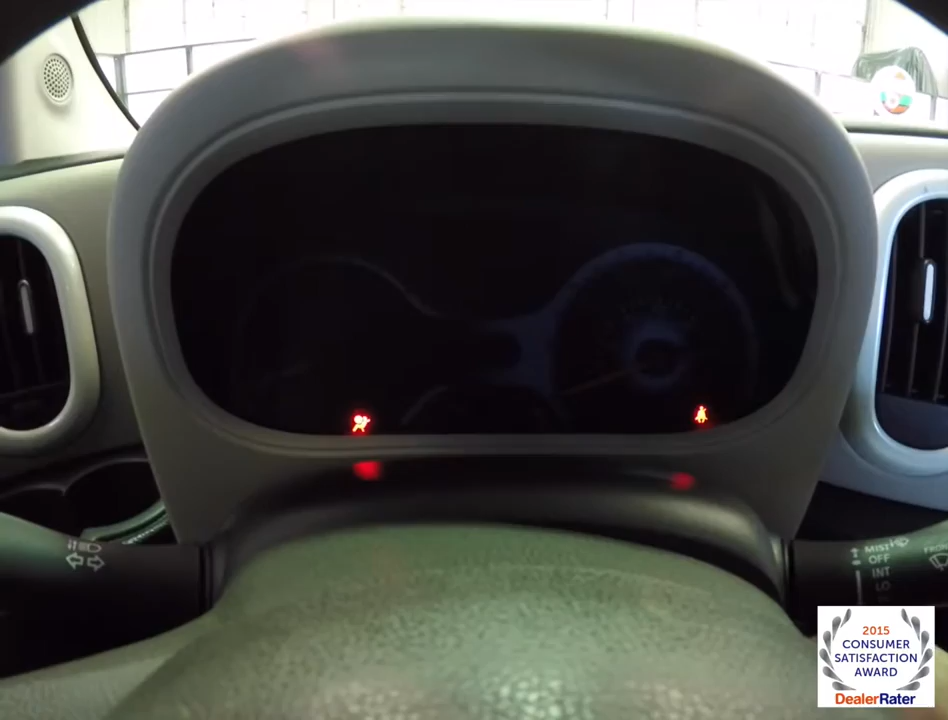 MIST
OFF
INT
LO
2015
CONSUMER
SATISFACTION
AWARD
DealerRater